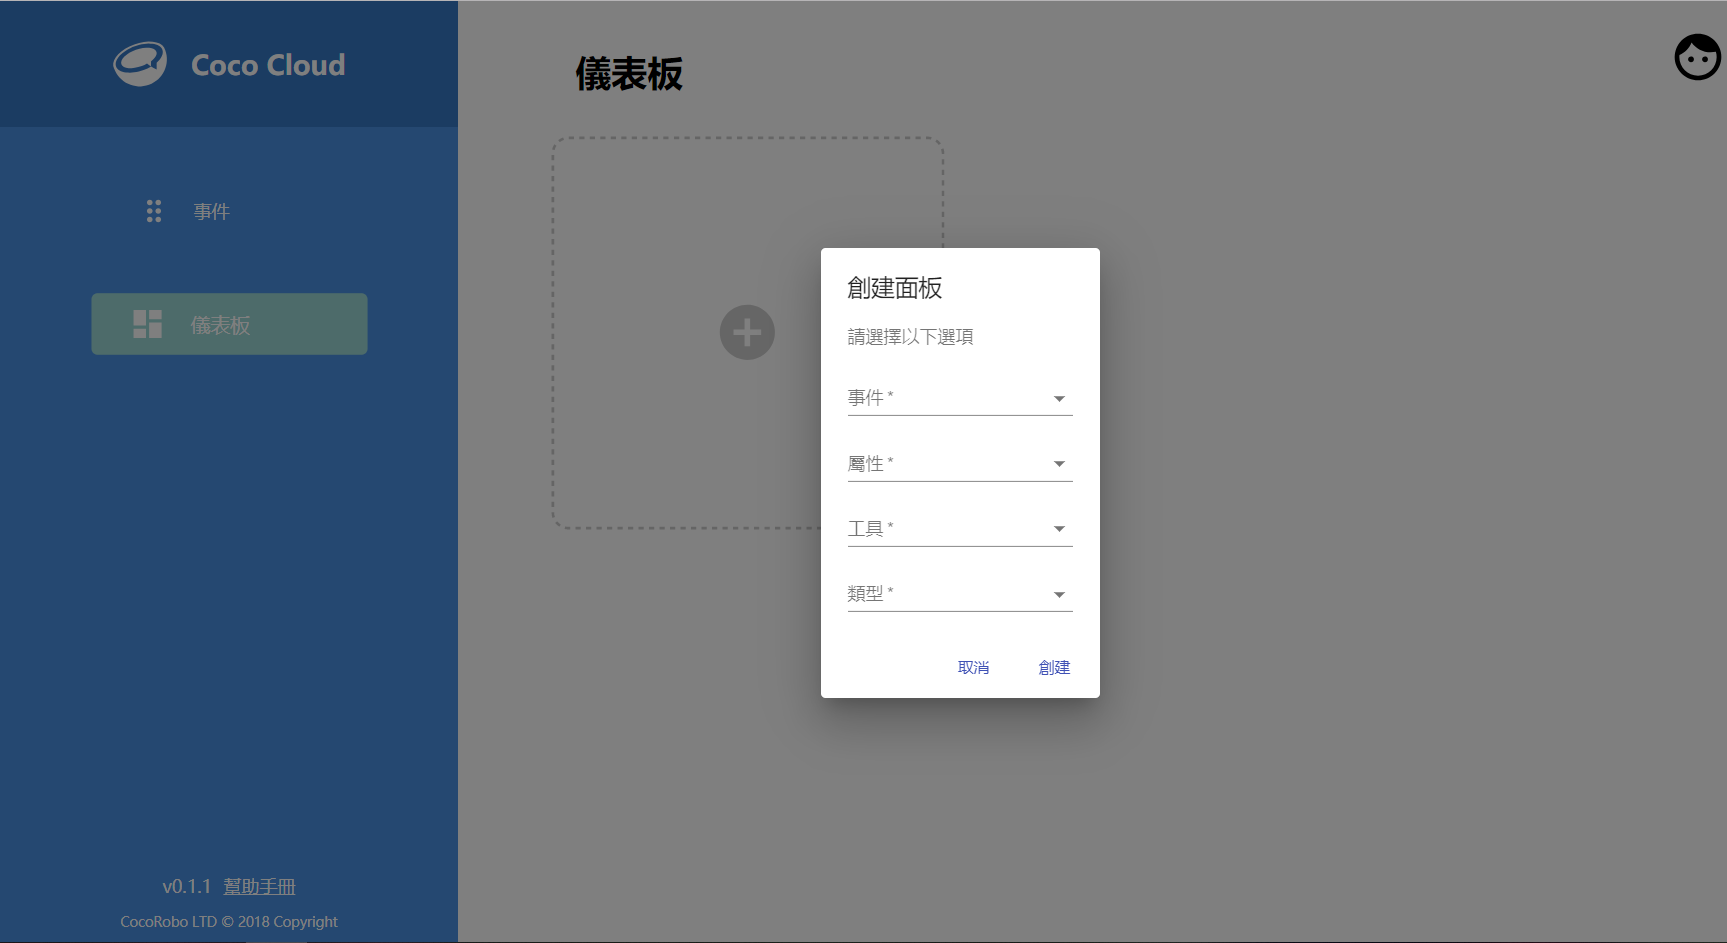 Coco Cloud
事件
儀表板
v0.1.1 幫助手冊
CocoRobo LTD © 2018 Copyright
儀表板
創建面板
請選擇以下選項
事件 *
屬性 *
工具 *
類型 *
取消 創建